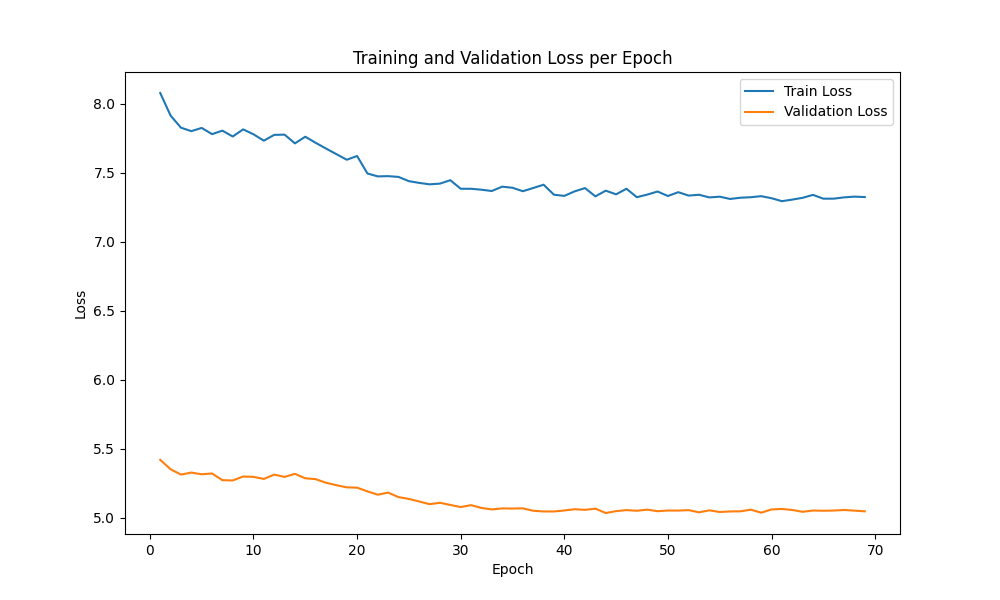 Training and Validation Loss per Epoch
Train Loss
Validation Loss
8.0
7.5
7.0
6.5
6.0
5.5
5.0
Loss
0 10 20 30 40 50 60 70
Epoch